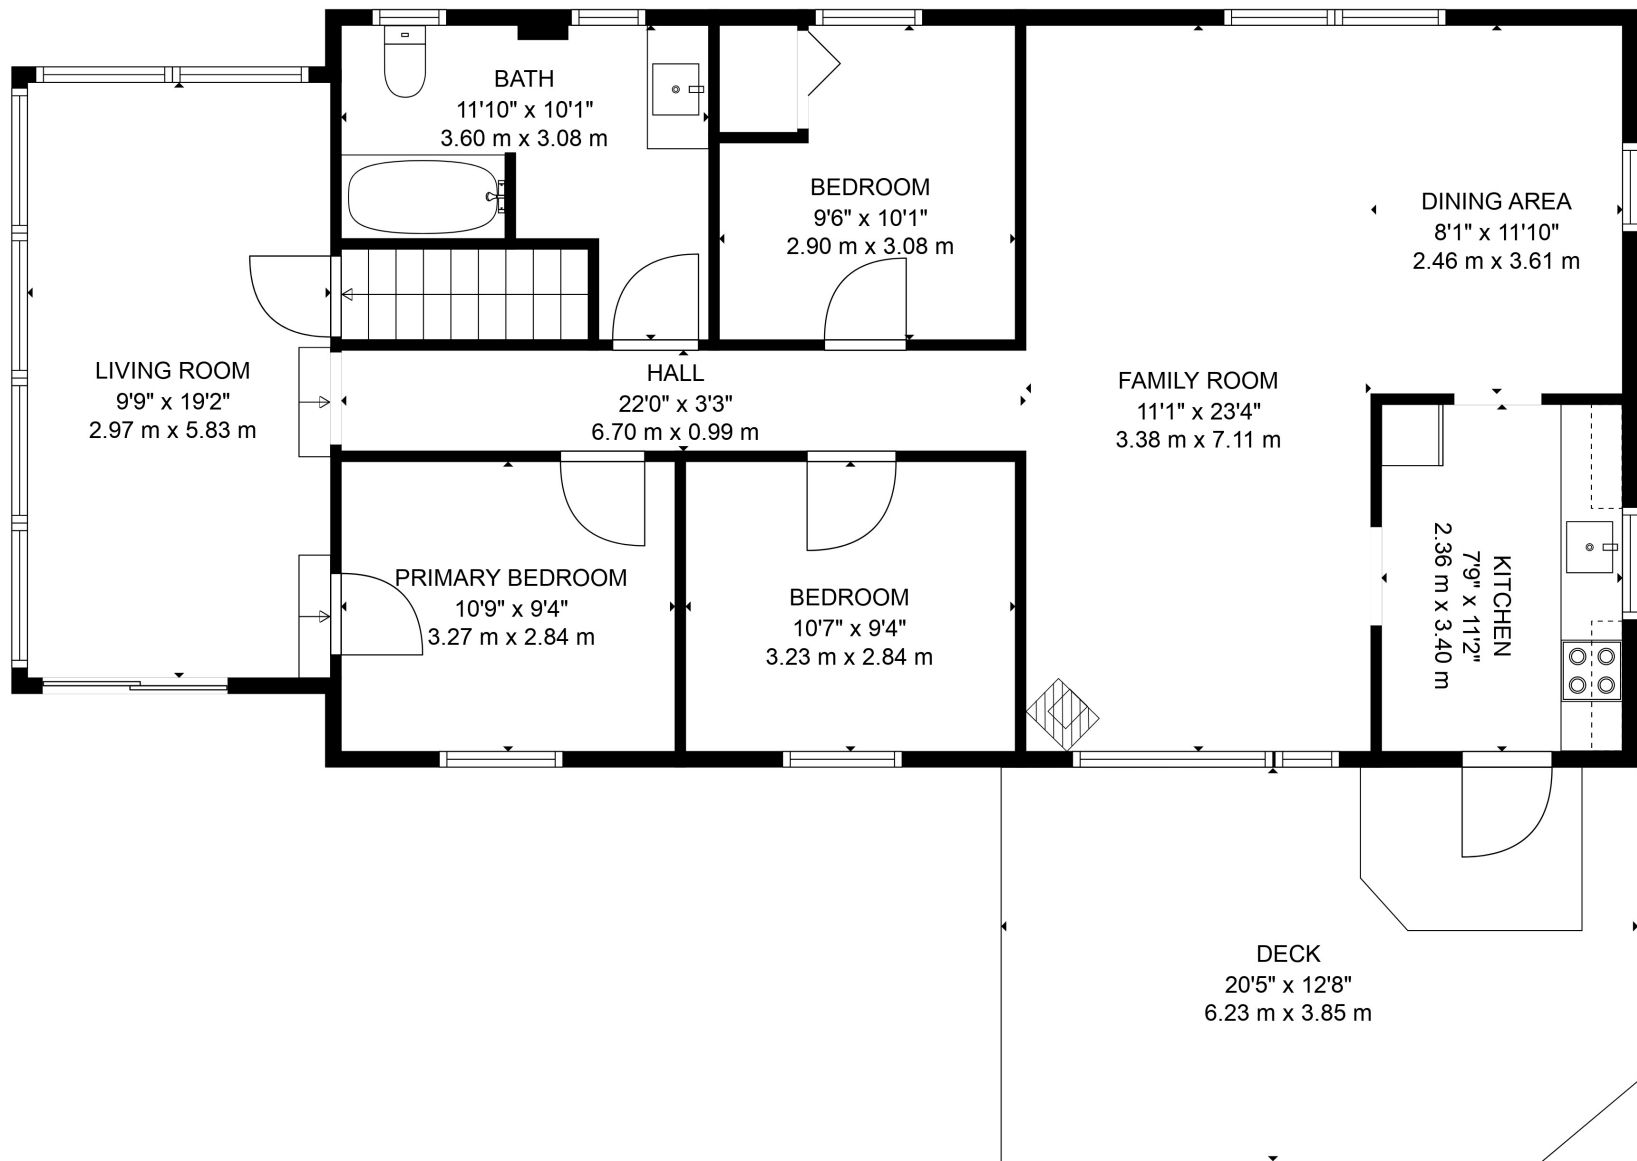 BATH
11'10" x 10'1"
3.60 m x 3.08 m
BEDROOM
9'6" x 10'1"
2.90 m x 3.08 m
DINING AREA
8'1" x 11'10"
2.46 m x 3.61 m
LIVING ROOM
9'9" x 19'2"
2.97 m x 5.83 m
HALL
22'0" x 3'3"
6.70 m x 0.99 m
FAMILY ROOM
11'1" x 23'4"
3.38 m x 7.11 m
PRIMARY BEDROOM
10'9" x 9'4"
3.27 m x 2.84 m
BEDROOM
10'7" x 9'4"
3.23 m x 2.84 m
KITCHEN
7'9" x 11'2"
2.36 m x 3.40 m
DECK
20'5" x 12'8"
6.23 m x 3.85 m